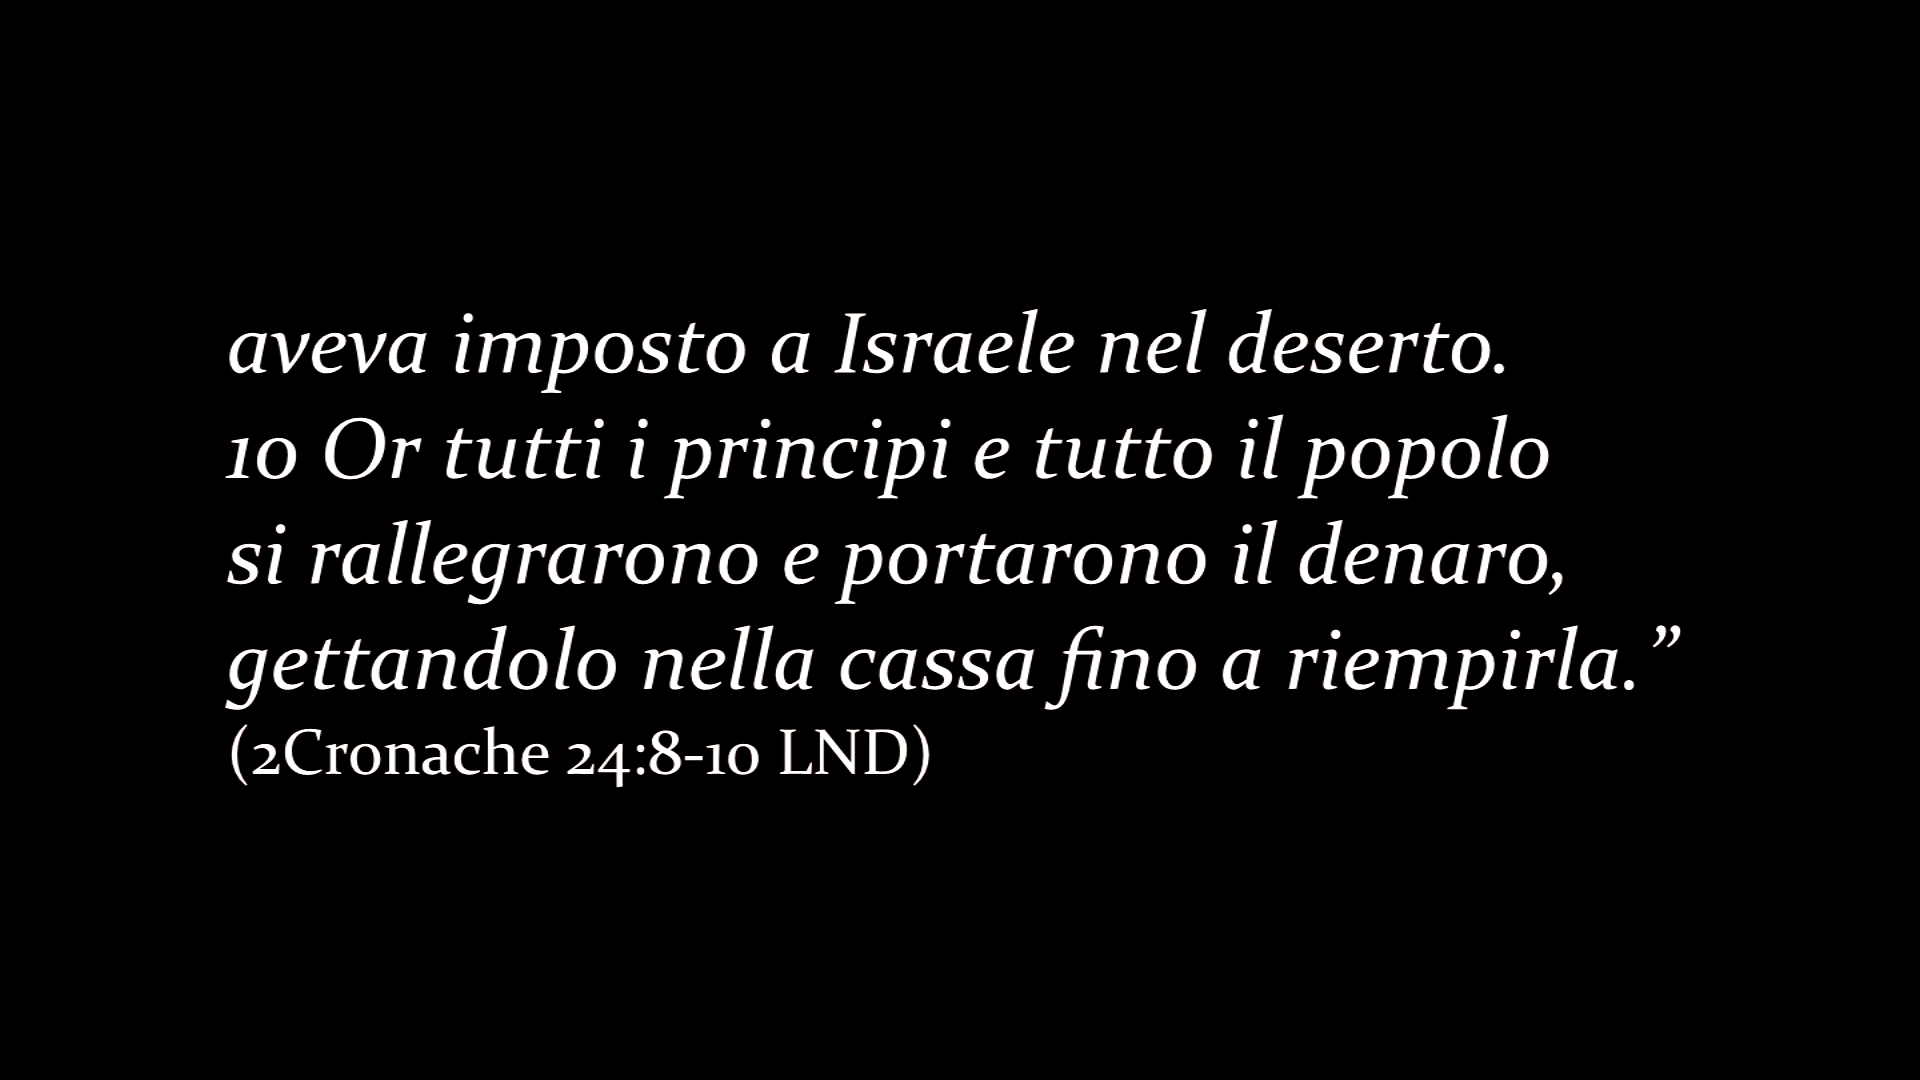 aveva imposto a Israele nel deserto.
10 Or tutti i principi e tutto il popolo
si rallegrarono e portarono il denaro,
gettandolo nella cassa fino a riempirla.”
(2Cronache 24:8-10 LND)